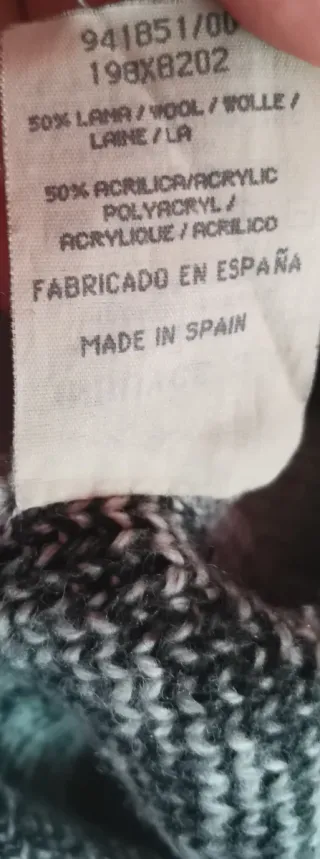 941851/00
198X8202
50% LANA / WOOL / WOLLE /
LAINE / LA
50% ACRILICA/ACRYLIC
POLYACRYL /
ACRYLIQUE / ACRILICO
FABRICADO EN ESPAÑA
MADE IN SPAIN